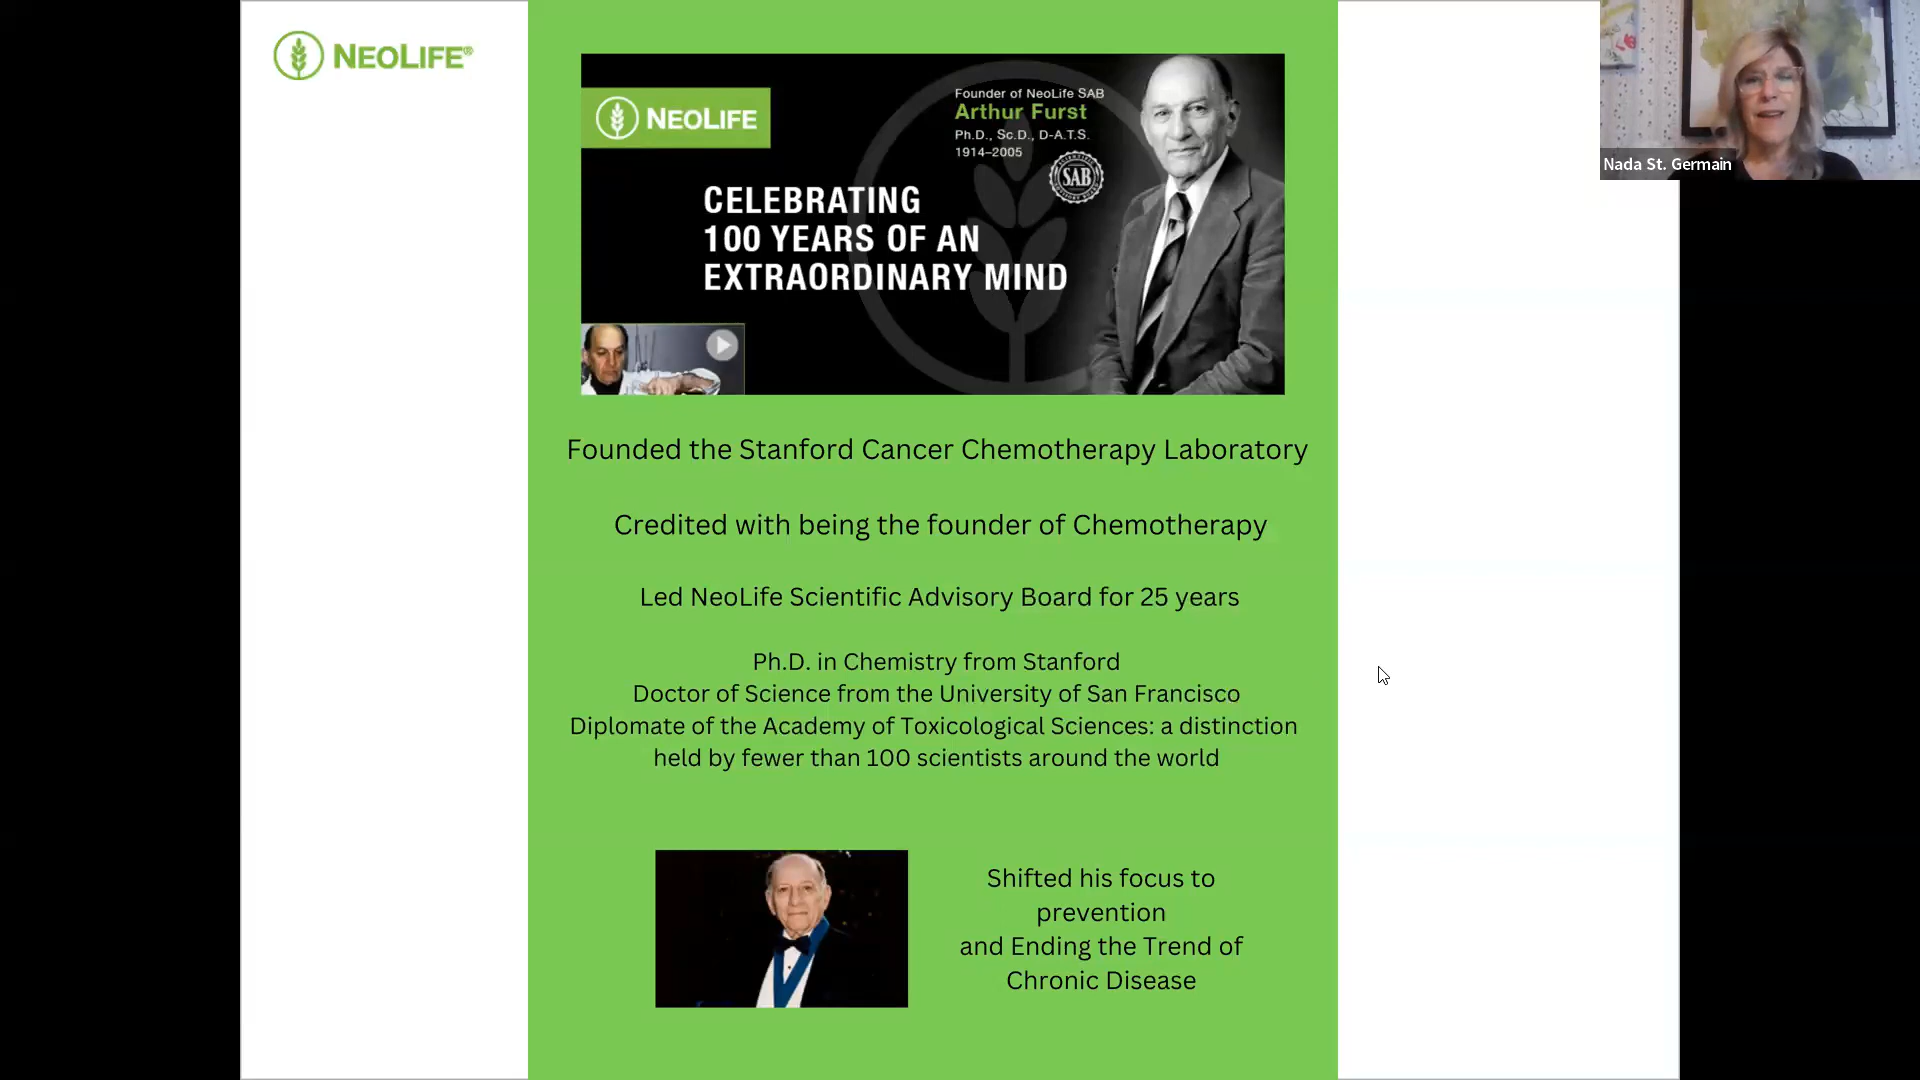 NEOLIFE®
NEOLIFE
Founder of NeoLife SAB
Arthur Furst
Ph.D., Sc.D., D-A.T.S.
1914–2005
SAB
CELEBRATING
100 YEARS OF AN
EXTRAORDINARY MIND
Founded the Stanford Cancer Chemotherapy Laboratory
Credited with being the founder of Chemotherapy
Led NeoLife Scientific Advisory Board for 25 years
Ph.D. in Chemistry from Stanford
Doctor of Science from the University of San Francisco
Diplomate of the Academy of Toxicological Sciences: a distinction
held by fewer than 100 scientists around the world
Shifted his focus to
prevention
and Ending the Trend of
Chronic Disease
Nada St. Germain